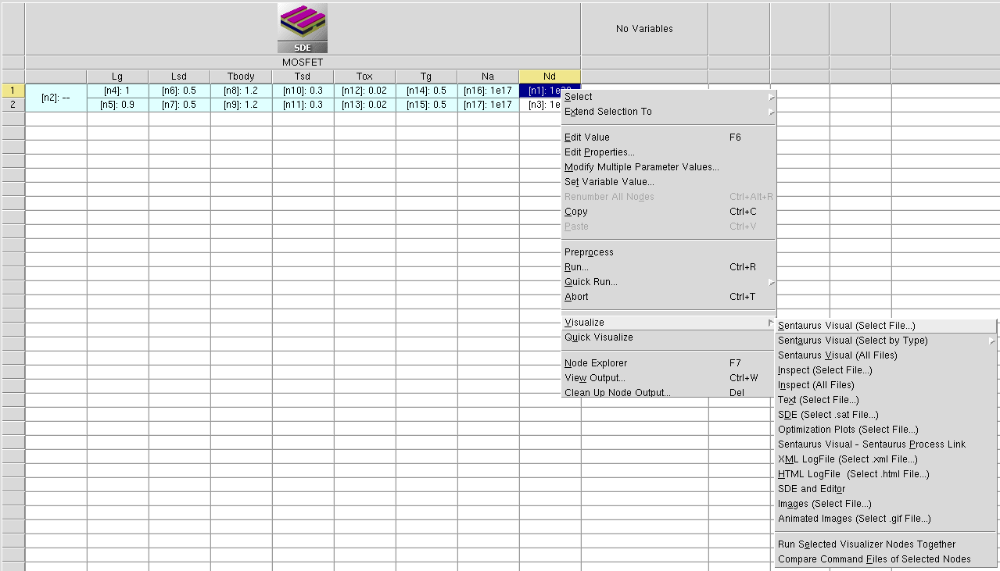 SDE
No Variables
MOSFET
Lg Lsd Tbody Tsd Tox Tg Na Nd
1 [n2]: -- [n4]: 1 [n6]: 0.5 [n8]: 1.2 [n10]: 0.3 [n12]: 0.02 [n14]: 0.5 [n16]: 1e17 [n1]: 1e20
2 [n5]: 0.9 [n7]: 0.5 [n9]: 1.2 [n11]: 0.3 [n13]: 0.02 [n15]: 0.5 [n17]: 1e17 [n3]: 1e
Select
Extend Selection To
Edit Value F6
Edit Properties...
Modify Multiple Parameter Values...
Set Variable Value...
Renumber All Nodes Ctrl+Alt+R
Copy Ctrl+C
Paste Ctrl+V
Preprocess
Run... Ctrl+R
Quick Run...
Abort Ctrl+T
Visualize
Quick Visualize
Node Explorer F7
View Output... Ctrl+W
Clean Up Node Output... Del
Sentaurus Visual (Select File...)
Sentaurus Visual (Select by Type)
Sentaurus Visual (All Files)
Inspect (Select File...)
Inspect (All Files)
Text (Select File...)
SDE (Select .sat File...)
Optimization Plots (Select File...)
Sentaurus Visual - Sentaurus Process Link
XML LogFile (Select .xml File...)
HTML LogFile (Select .html File...)
SDE and Editor
Images (Select File...)
Animated Images (Select .gif File...)
Run Selected Visualizer Nodes Together
Compare Command Files of Selected Nodes